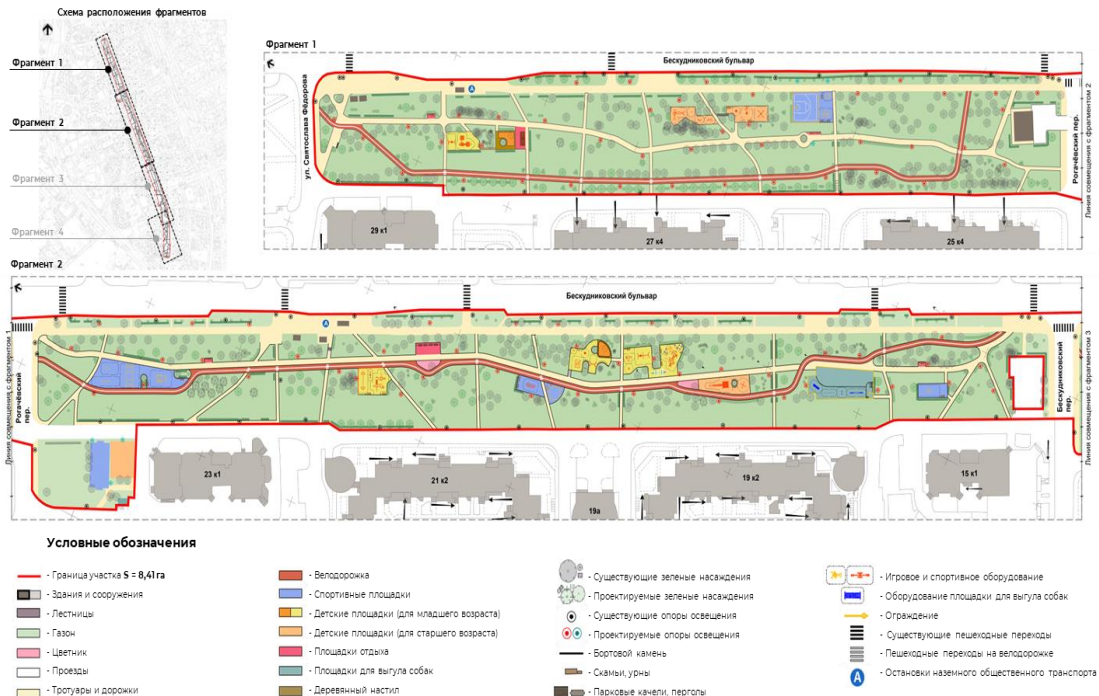 Схема расположения фрагментов
Фрагмент 1
Фрагмент 2
Фрагмент 3
Фрагмент 4
Фрагмент 1
Бескудниковский бульвар
А
ул. Святослава Фёдорова
Рогачёвский пер.
Линия совмещения с фрагментом 2
29 к1
27 к4
25 к4
Фрагмент 2
Бескудниковский бульвар
А
Линия совмещения с фрагментом 1
Рогачёвский
пер.
Бескудниковский
пер.
Линия совмещения с фрагментом 3
23 к1
21 к2
19а
19 к2
15 к1
Условные обозначения
- Граница участка S = 8,41 га
- Здания и сооружения
- Лестницы
- Газон
- Цветник
- Проезды
- Тротуары и дорожки
- Велодорожка
- Спортивные площадки
- Детские площадки (для младшего возраста)
- Детские площадки (для старшего возраста)
- Площадки отдыха
- Площадки для выгула собак
- Деревянный настил
- Существующие зеленые насаждения
- Проектируемые зеленые насаждения
- Существующие опоры освещения
- Проектируемые опоры освещения
- Бортовой камень
- Скамьи, урны
- Парковые качели, перголы
- Игровое и спортивное оборудование
- Оборудование площадки для выгула собак
- Ограждение
- Существующие пешеходные переходы
- Пешеходные переходы на велодорожке
А - Остановки наземного общественного транспорта